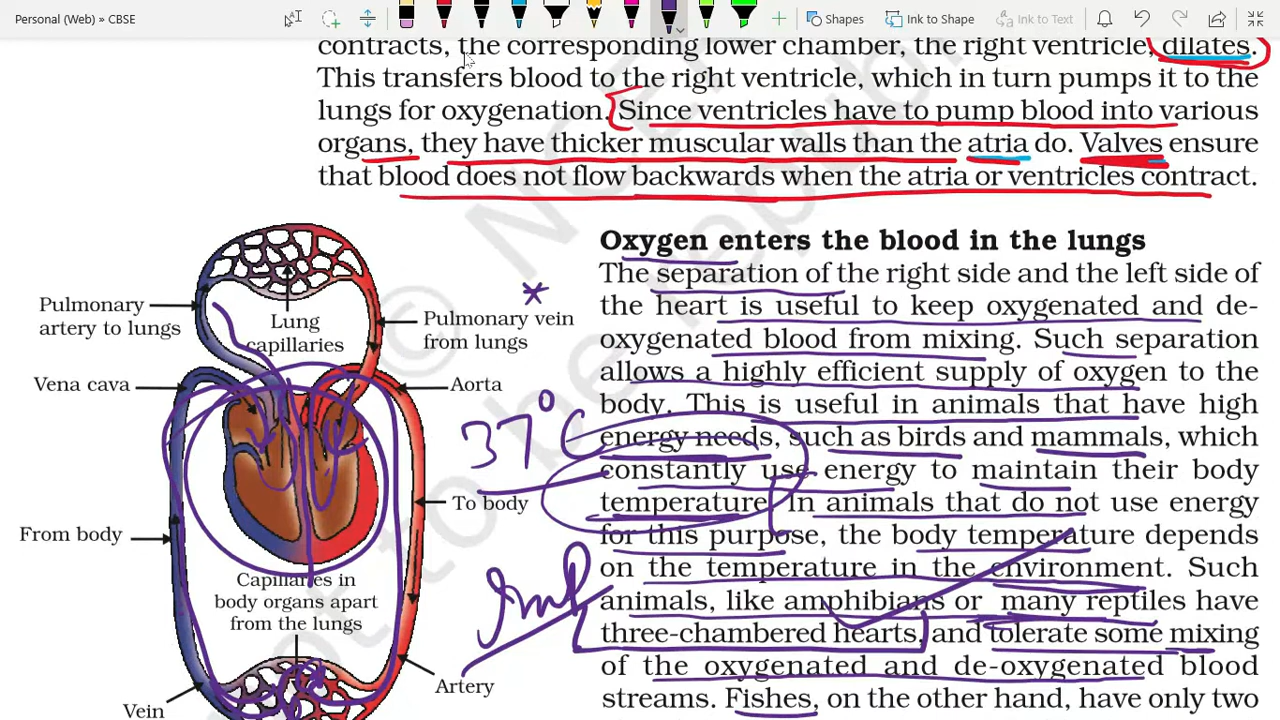 Personal (Web) » CBSE
Shapes
Ink to Shape
Ink to Text
contracts, the corresponding lower chamber, the right ventricle, dilates.
This transfers blood to the right ventricle, which in turn pumps it to the
lungs for oxygenation. Since ventricles have to pump blood into various
organs, they have thicker muscular walls than the atria do. Valves ensure
that blood does not flow backwards when the atria or ventricles contract.
Pulmonary
artery to lungs
Lung
capillaries
Pulmonary vein
from lungs
Vena cava
Aorta
To body
From body
Capillaries in
body organs apart
from the lungs
Artery
Vein
37°C
Imp
Oxygen enters the blood in the lungs
The separation of the right side and the left side of
the heart is useful to keep oxygenated and de-
oxygenated blood from mixing. Such separation
allows a highly efficient supply of oxygen to the
body. This is useful in animals that have high
energy needs, such as birds and mammals, which
constantly use energy to maintain their body
temperature. In animals that do not use energy
for this purpose, the body temperature depends
on the temperature in the environment. Such
animals, like amphibians or many reptiles have
three-chambered hearts, and tolerate some mixing
of the oxygenated and de-oxygenated blood
streams. Fishes, on the other hand, have only two